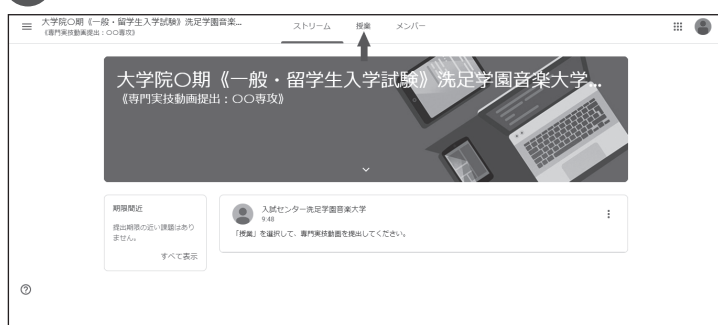 大学院〇期《一般・留学生入学試験》洗足学園音楽...
《専門実技動画提出：〇〇専攻》
ストリーム 授業 メンバー
大学院〇期《一般・留学生入学試験》洗足学園音楽大学...
《専門実技動画提出：〇〇専攻》
期限間近
提出期限の近い課題はあり
ません。
すべて表示
入試センター洗足学園音楽大学
9:48
「授業」を選択して、専門実技動画を提出してください。